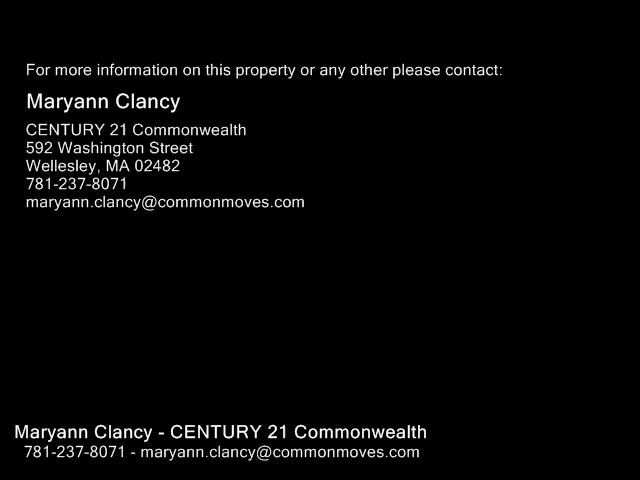 For more information on this property or any other please contact:
Maryann Clancy
CENTURY 21 Commonwealth
592 Washington Street
Wellesley, MA 02482
781-237-8071
maryann.clancy@commonmoves.com
Maryann Clancy - CENTURY 21 Commonwealth
781-237-8071 - maryann.clancy@commonmoves.com